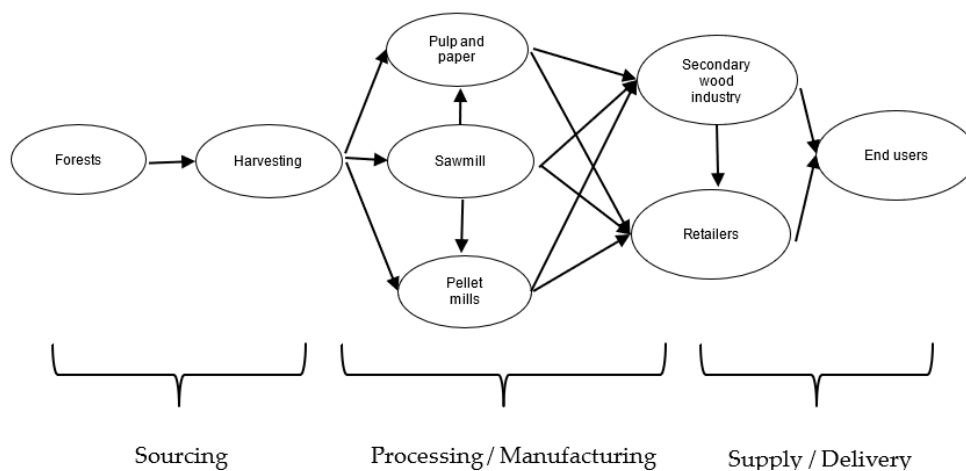 Pulp and
paper
Secondary
wood
industry
Forests
Harvesting
Sawmill
End users
Retailers
Pellet
mills
Sourcing
Processing / Manufacturing
Supply / Delivery